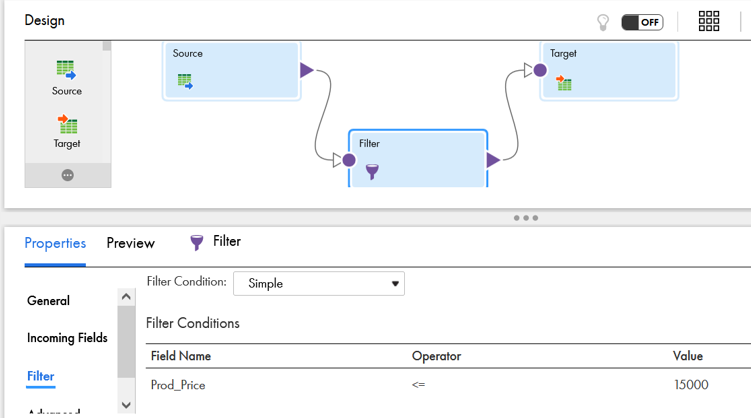 Design
OFF
Source
Target
Source
Target
Filter
Properties
Preview
Filter
General
Incoming Fields
Filter
Advanced
Filter Condition:
Simple
Filter Conditions
Field Name
Operator
Value
Prod_Price
<=
15000